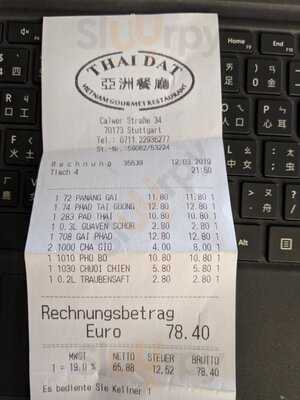 THAI DAT
亞洲餐廳
VIETNAM GOURMET RESTAURANT
Calwer Straße 34
70173 Stuttgart
Tel.: 0711 22935277
St.-Nr.: 59082/53294
Rechnung 35539 12/03/2019
Tisch 4 21:50
1 72 PANANG GAI 11.80 11.80 1
1 74 PHAD TAI GOONG 12.80 12.80 1
1 283 PAD THAI 10.80 10.80 1
1 0.3L GUAVEN SCHOR 2.80 2.80 1
1 708 GAI PHAD 12.80 12.80 1
2 1000 CHA GIO 4.00 8.00 1
1 1010 PHO BO 10.80 10.80 1
1 1030 CHUOI CHIEN 5.80 5.80 1
1 0.2L TRAUBENSAFT 2.80 2.80 1
Rechnungsbetrag
Euro 78.40
MWST NETTO STEUER BRUTTO
1 = 19.0 % 65.88 12.52 78.40
Es bediente Sie Kellner 1
Home End